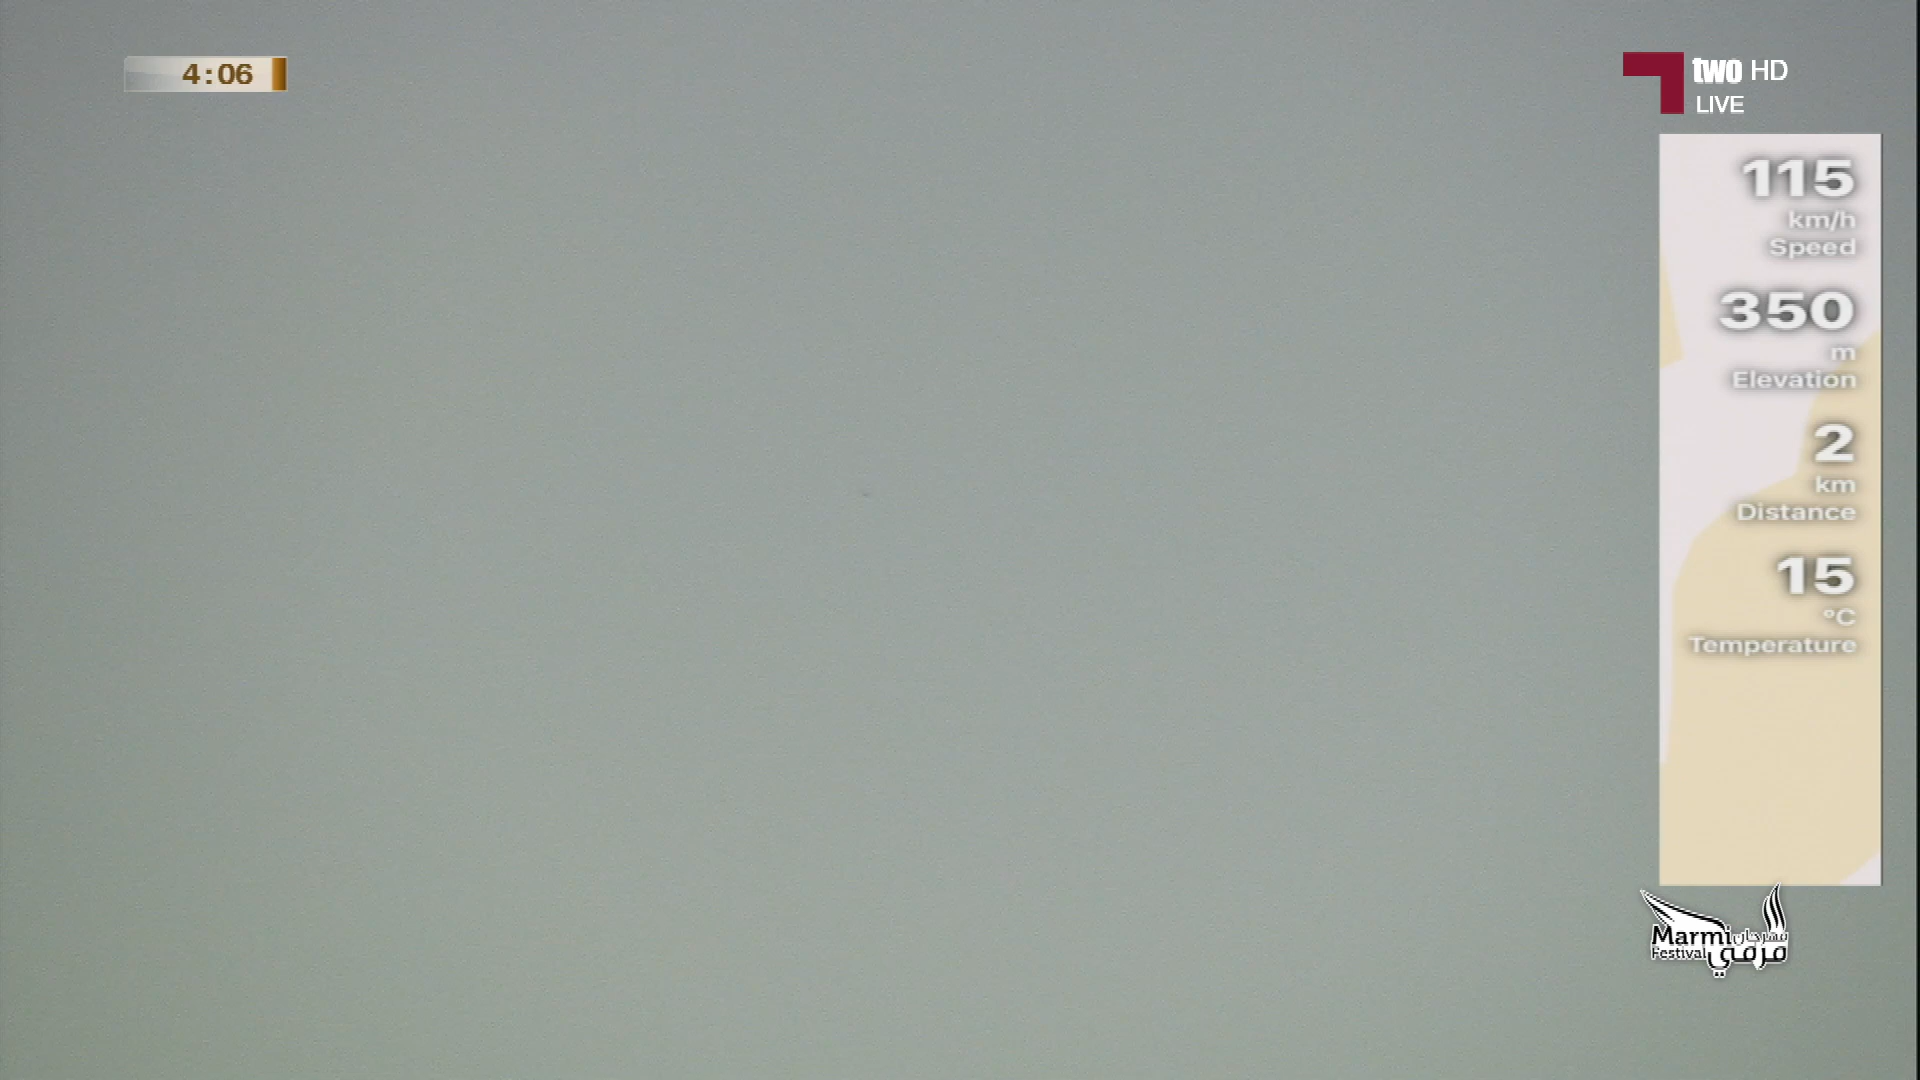 4:06
two HD
LIVE
115
km/h
Speed
350
m
Elevation
2
km
Distance
15
°C
Temperature
Marmi مهرجان
Festival مرمي